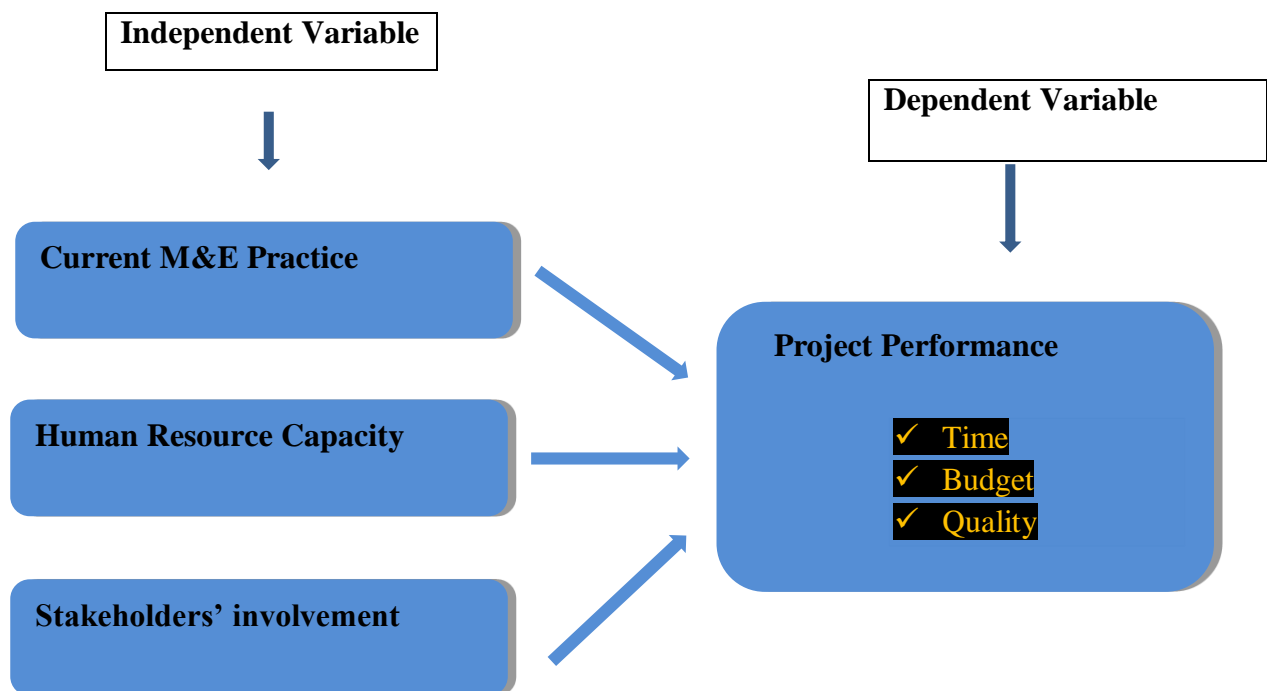 Independent Variable
Dependent Variable
Current M&E Practice
Project Performance
Human Resource Capacity
✓ Time
✓ Budget
✓ Quality
Stakeholders’ involvement